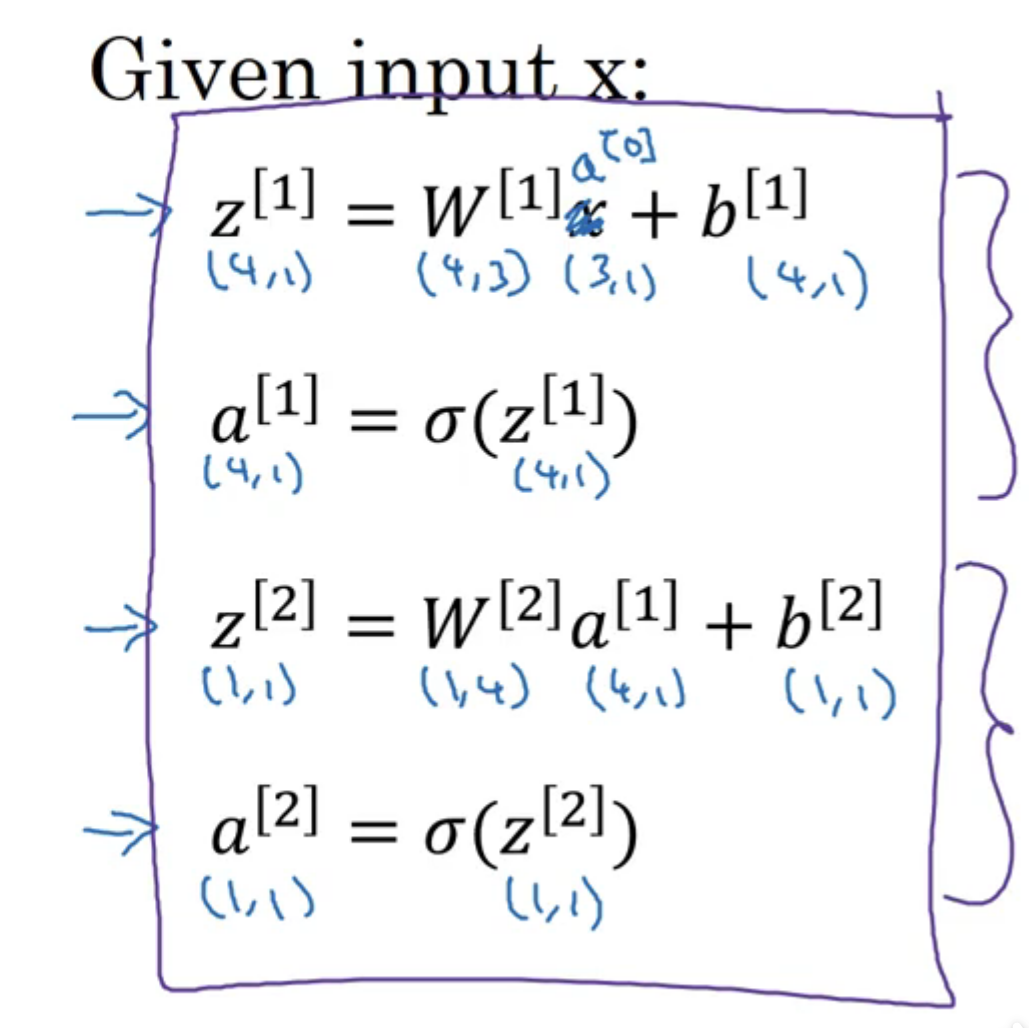 Given input x:
a^[0]
z^[1] = W^[1]x + b^[1]
(4,1) (4,3) (3,1) (4,1)
a^[1] = σ(z^[1])
(4,1) (4,1)
z^[2] = W^[2]a^[1] + b^[2]
(1,1) (1,4) (4,1) (1,1)
a^[2] = σ(z^[2])
(1,1) (1,1)